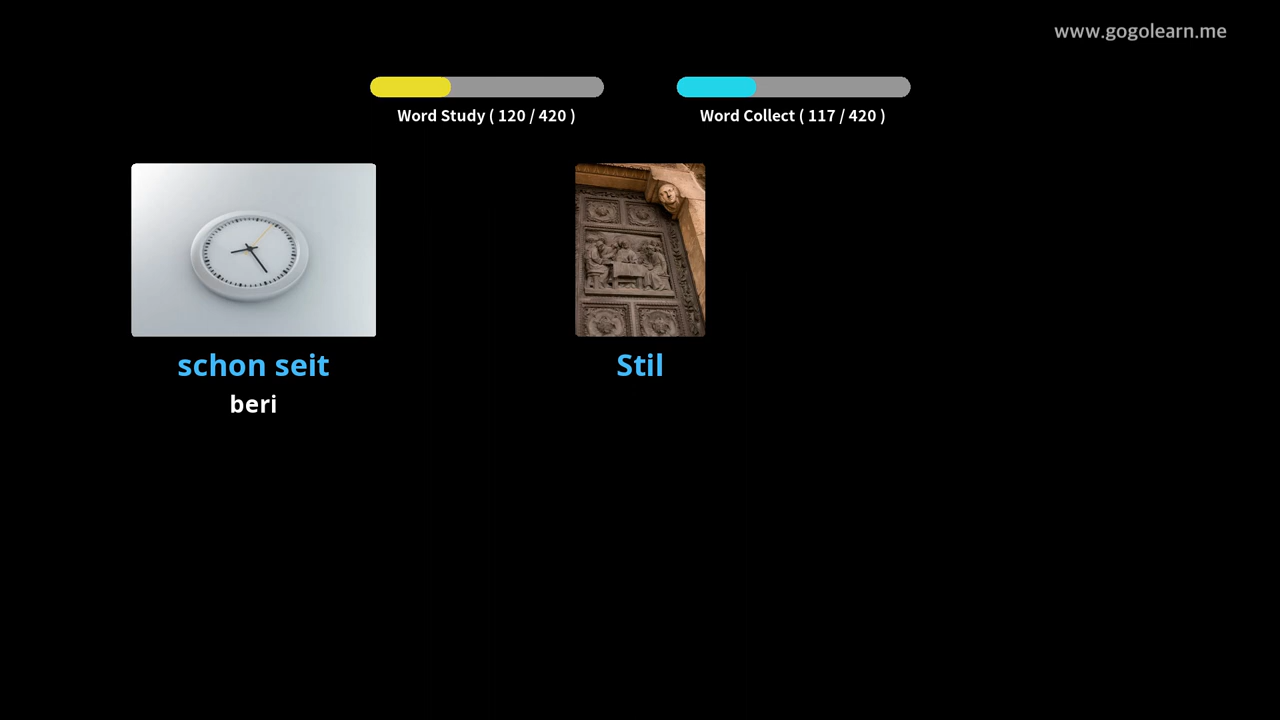 www.gogolearn.me
Word Study ( 120 / 420 )
Word Collect ( 117 / 420 )
schon seit
beri
Stil